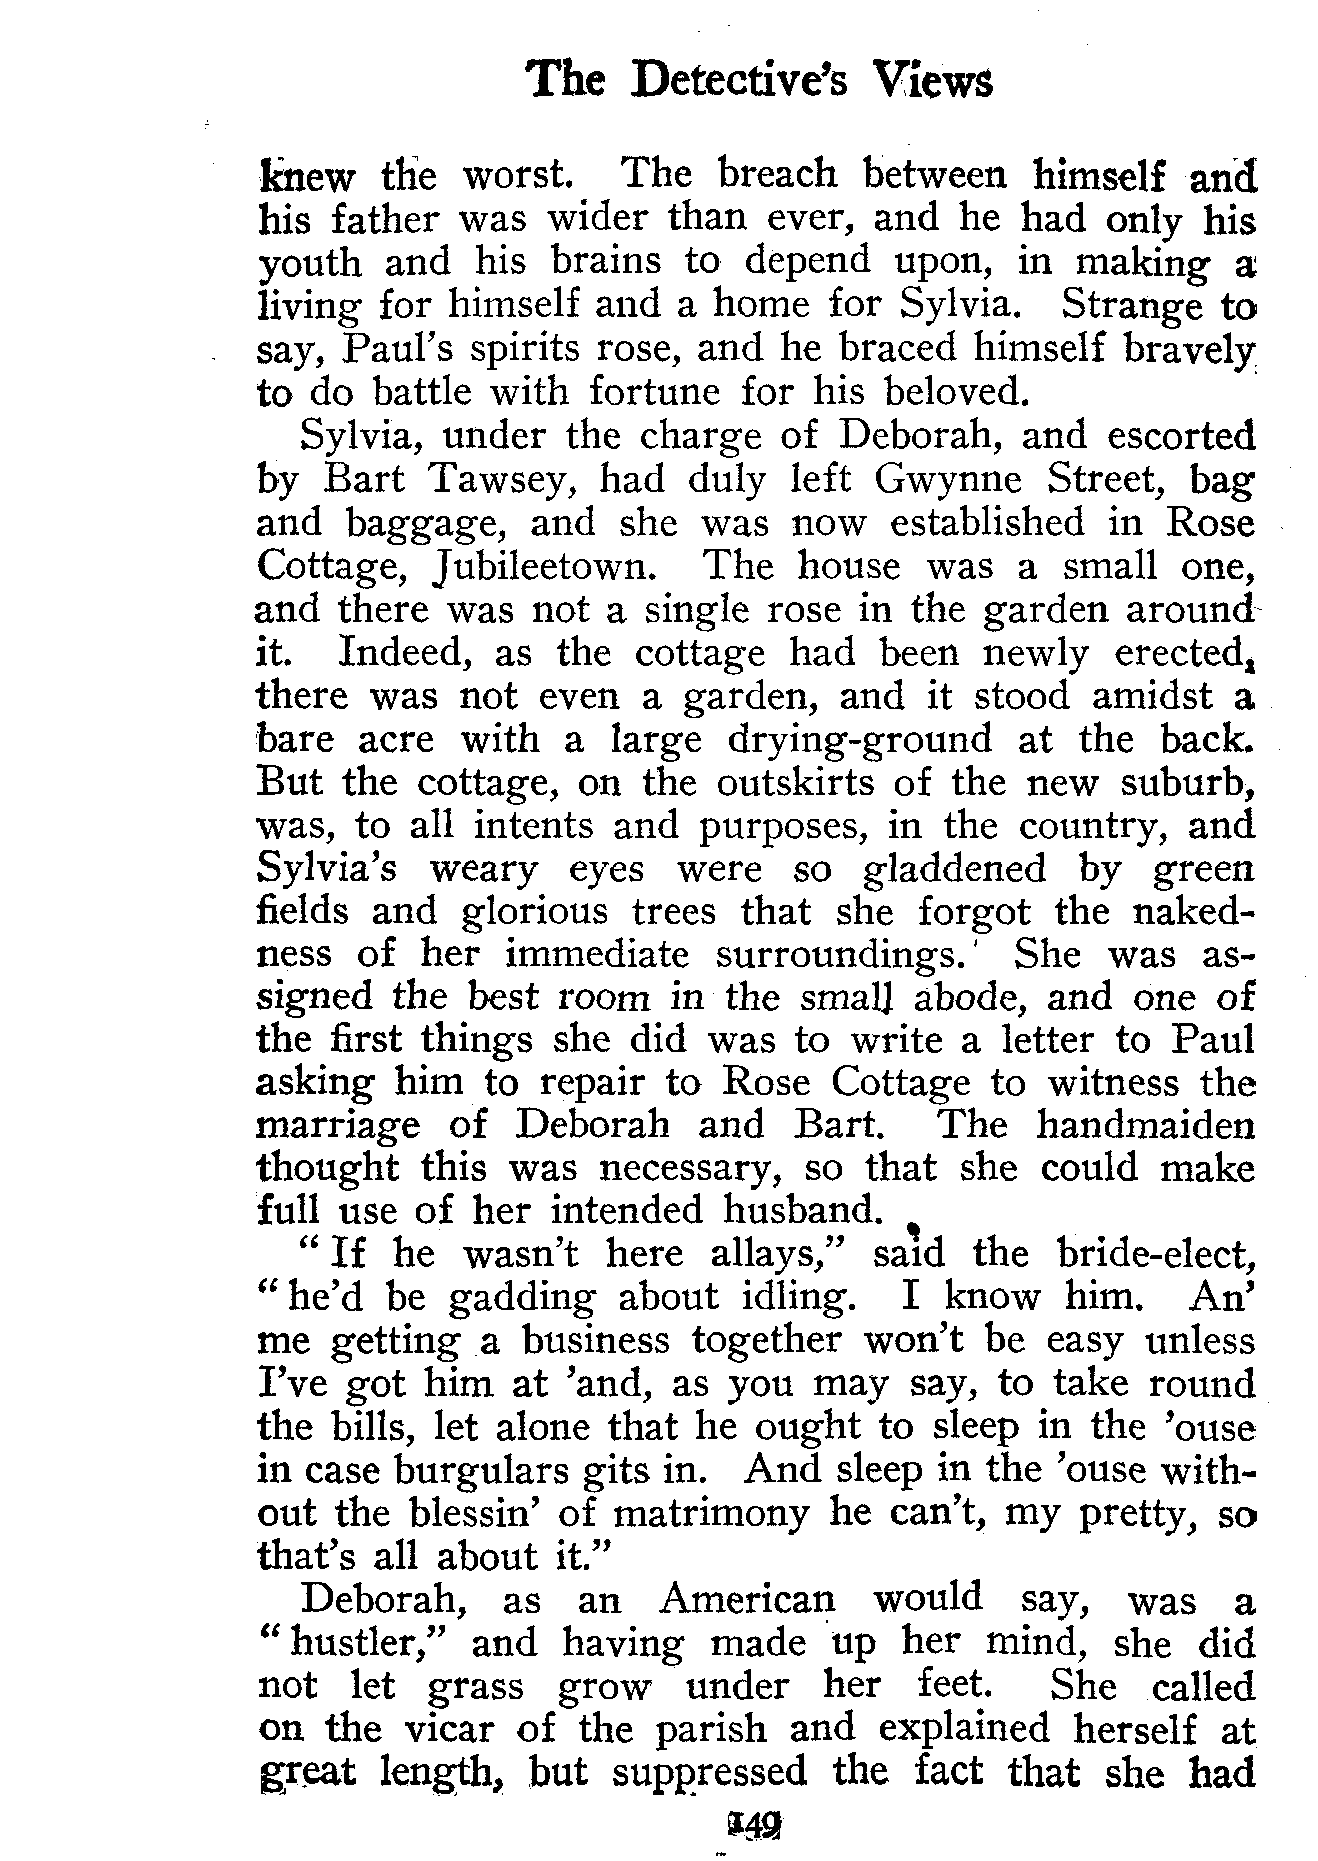 The Detective's Views
knew the worst. The breach between himself and
his father was wider than ever, and he had only his
youth and his brains to depend upon, in making a
living for himself and a home for Sylvia. Strange to
say, Paul's spirits rose, and he braced himself bravely
to do battle with fortune for his beloved.
Sylvia, under the charge of Deborah, and escorted
by Bart Tawsey, had duly left Gwynne Street, bag
and baggage, and she was now established in Rose
Cottage, Jubileetown. The house was a small one,
and there was not a single rose in the garden around
it. Indeed, as the cottage had been newly erected,
there was not even a garden, and it stood amidst a
bare acre with a large drying-ground at the back.
But the cottage, on the outskirts of the new suburb,
was, to all intents and purposes, in the country, and
Sylvia's weary eyes were so gladdened by green
fields and glorious trees that she forgot the naked-
ness of her immediate surroundings. She was as-
signed the best room in the small abode, and one of
the first things she did was to write a letter to Paul
asking him to repair to Rose Cottage to witness the
marriage of Deborah and Bart. The handmaiden
thought this was necessary, so that she could make
full use of her intended husband.
"If he wasn't here allays," said the bride-elect,
"he'd be gadding about idling. I know him. An'
me getting a business together won't be easy unless
I've got him at 'and, as you may say, to take round
the bills, let alone that he ought to sleep in the 'ouse
in case burgulars gits in. And sleep in the 'ouse with-
out the blessin' of matrimony he can't, my pretty, so
that's all about it."
Deborah, as an American would say, was a
"hustler," and having made up her mind, she did
not let grass grow under her feet. She called
on the vicar of the parish and explained herself at
great length, but suppressed the fact that she had
149